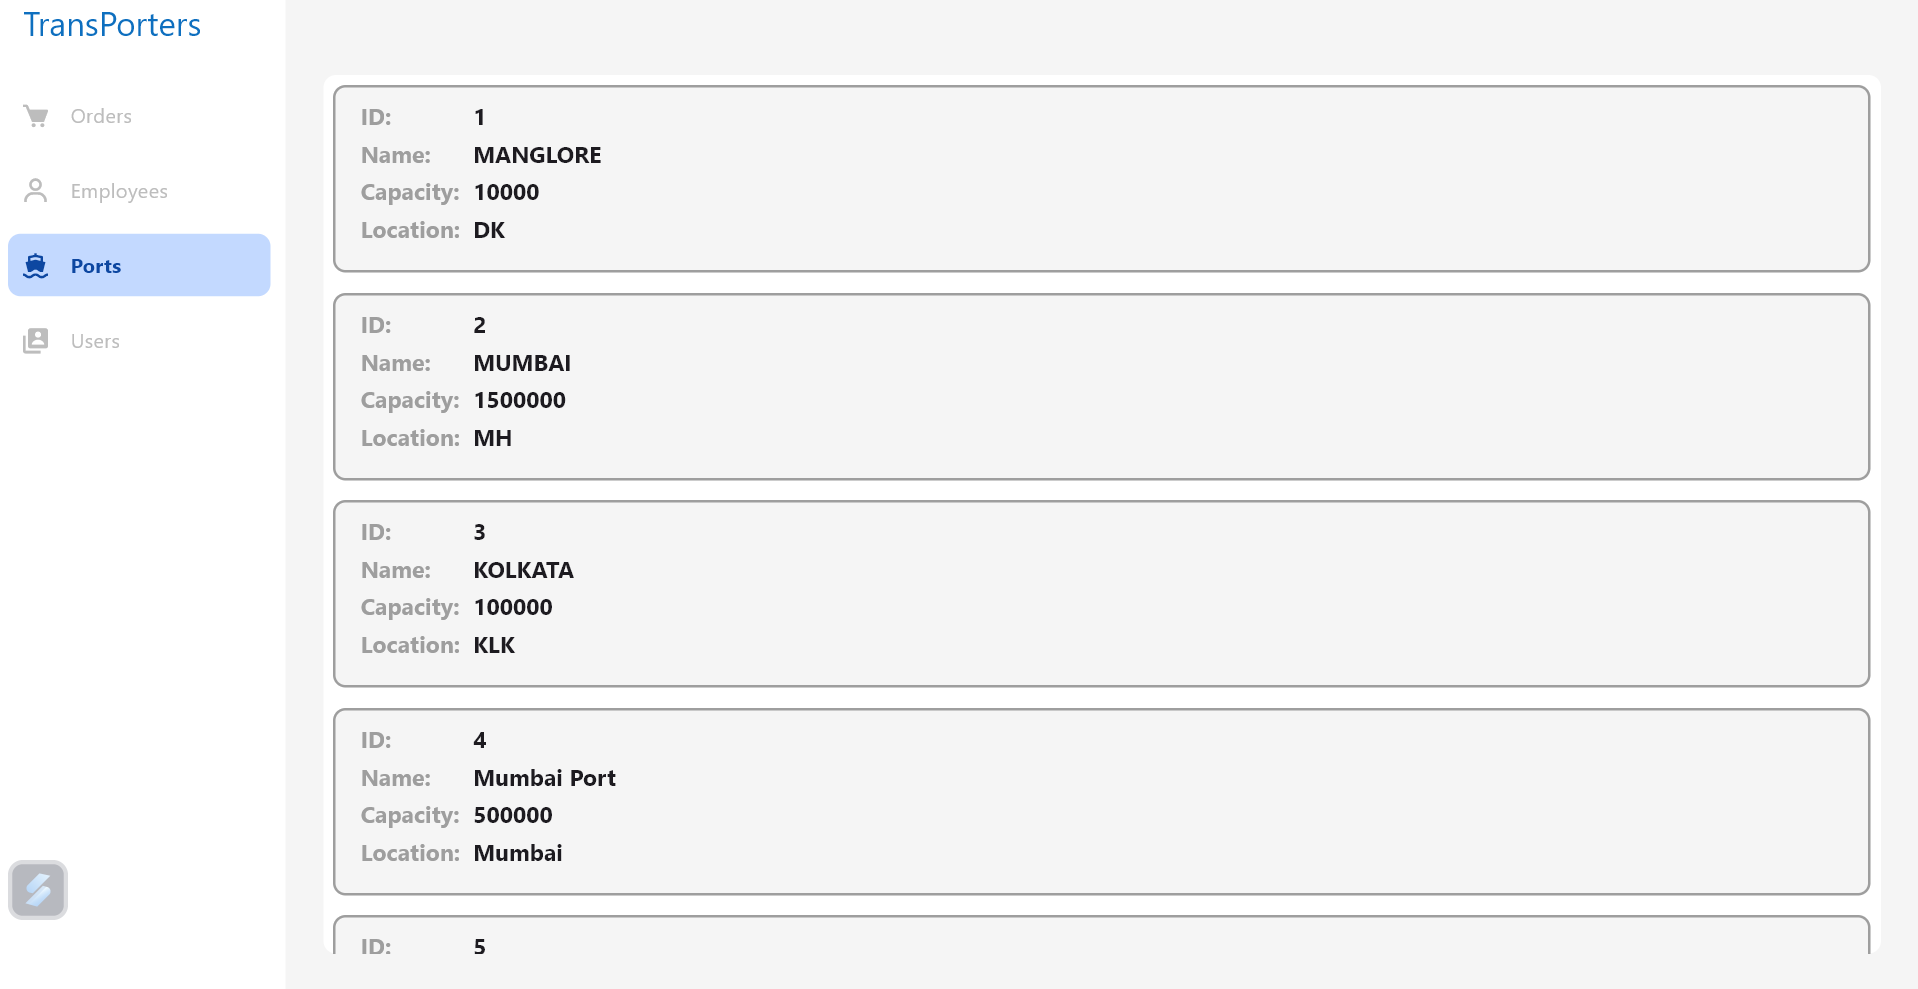 TransPorters
Orders
Employees
Ports
Users
ID: 1
Name: MANGLORE
Capacity: 10000
Location: DK
ID: 2
Name: MUMBAI
Capacity: 1500000
Location: MH
ID: 3
Name: KOLKATA
Capacity: 100000
Location: KLK
ID: 4
Name: Mumbai Port
Capacity: 500000
Location: Mumbai
ID: 5